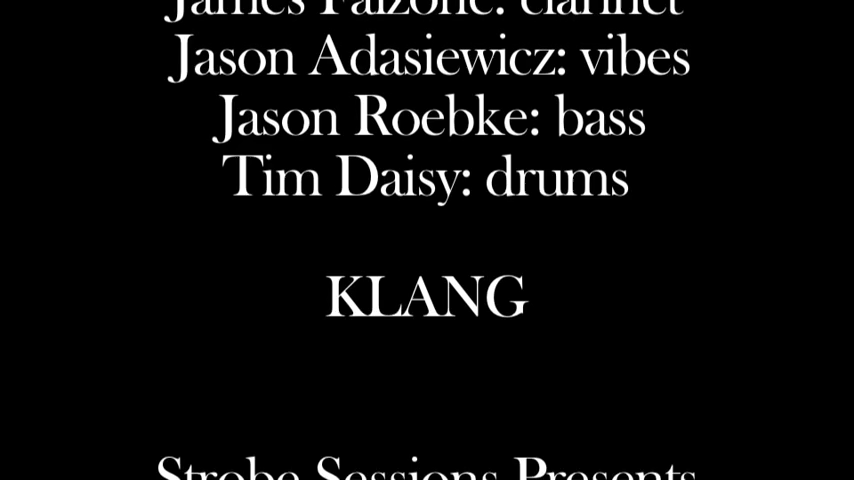 James Falzone: clarinet
Jason Adasiewicz: vibes
Jason Roebke: bass
Tim Daisy: drums
KLANG
Strobe Sessions Presents